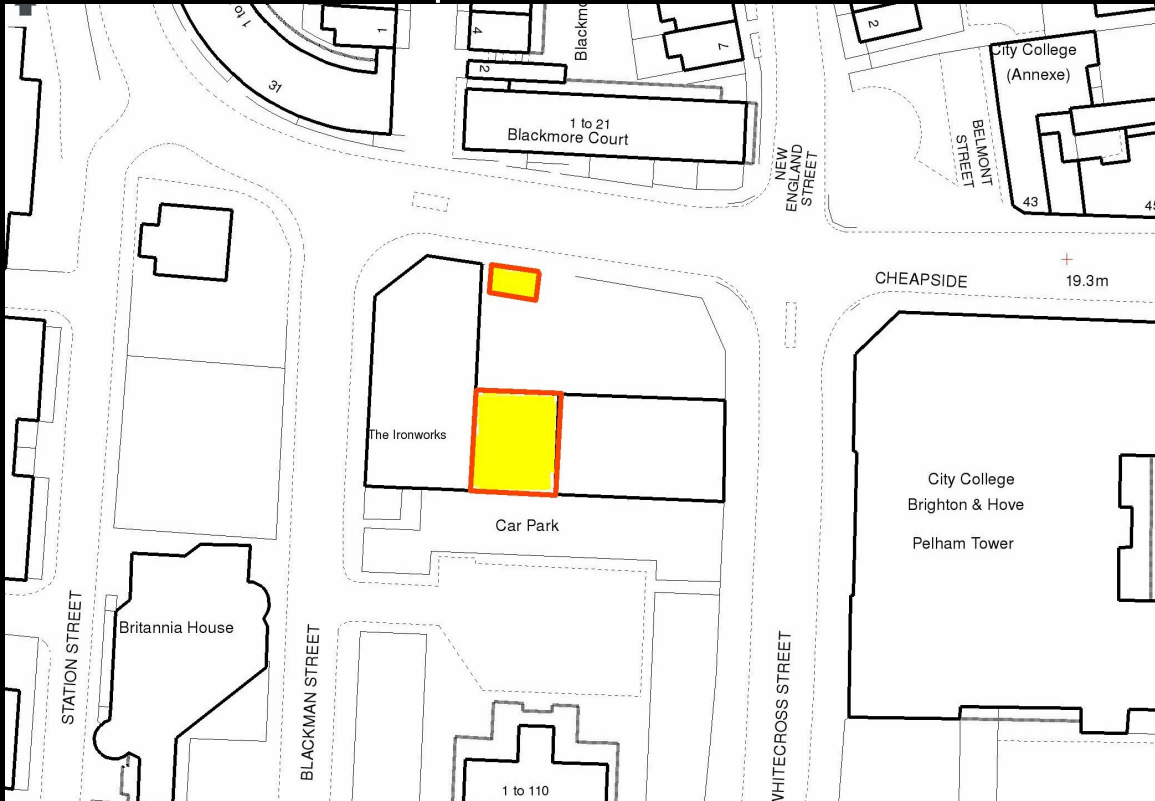 1 to
1
4
Blackmo
7
2
City College
(Annexe)
31
2
1 to 21
Blackmore Court
NEW
ENGLAND
STREET
BELMONT
STREET
43
45
CHEAPSIDE
19.3m
The Ironworks
City College
Brighton & Hove
Pelham Tower
Car Park
Britannia House
STATION STREET
BLACKMAN STREET
WHITECROSS STREET
1 to 110